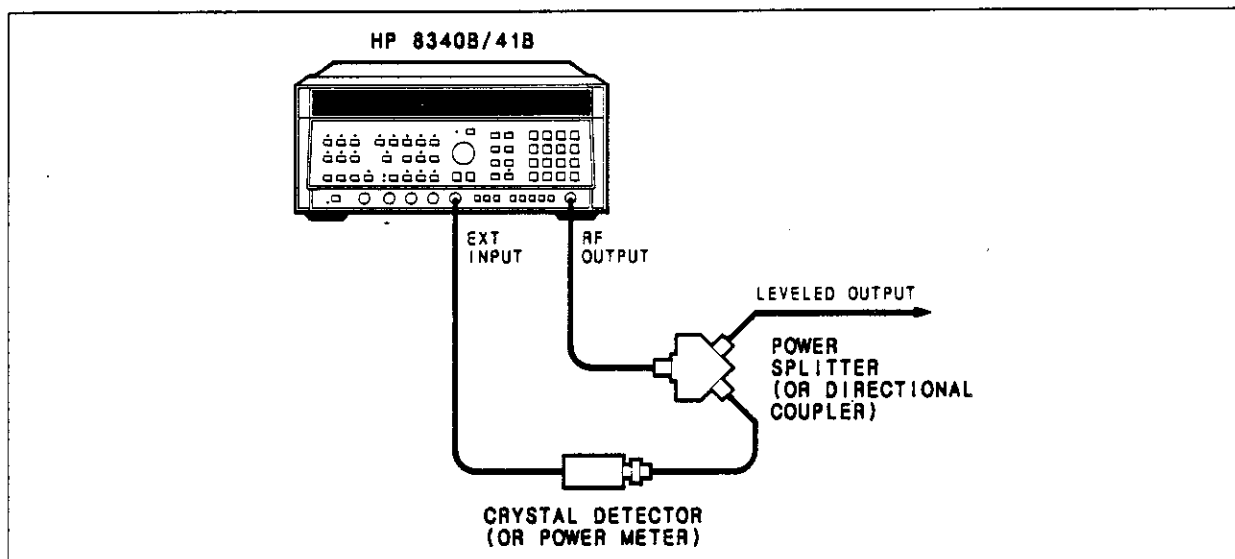 HP 8340B/41B
EXT
INPUT
RF
OUTPUT
LEVELED OUTPUT
POWER
SPLITTER
(OR DIRECTIONAL
COUPLER)
CRYSTAL DETECTOR
(OR POWER METER)